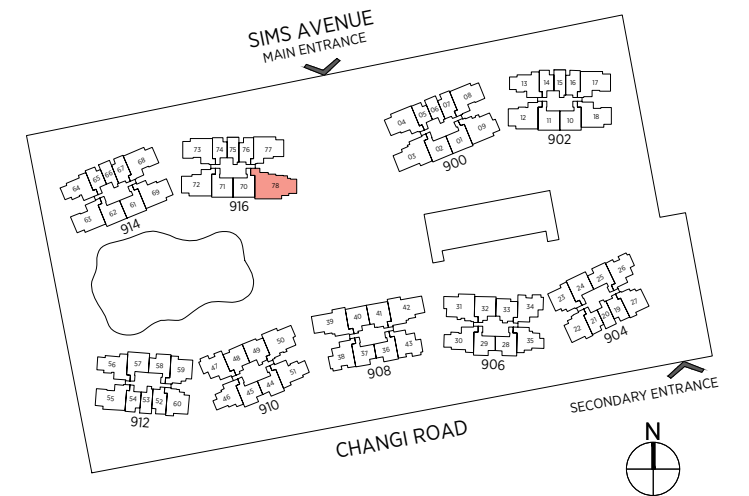 SIMS AVENUE
MAIN ENTRANCE
13 14 15 16 17
12 11 10 18
902
04 05 06 07 08
03 02 01 09
900
73 74 75 76 77
72 71 70 78
916
64 65 66 67 68
63 62 61 69
914
23 24 25 26
22 21 20 19 27
904
31 32 33 34
30 29 28 35
906
39 40 41 42
38 37 36 43
908
47 48 49 50
46 45 44 51
910
56 57 58 59
55 54 53 52 60
912
SECONDARY ENTRANCE
CHANGI ROAD
N